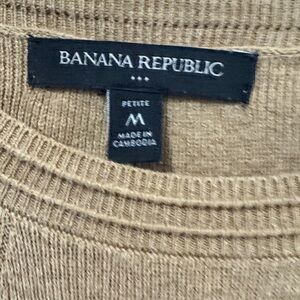 BANANA REPUBLIC
PETITE
M
MADE IN
CAMBODIA